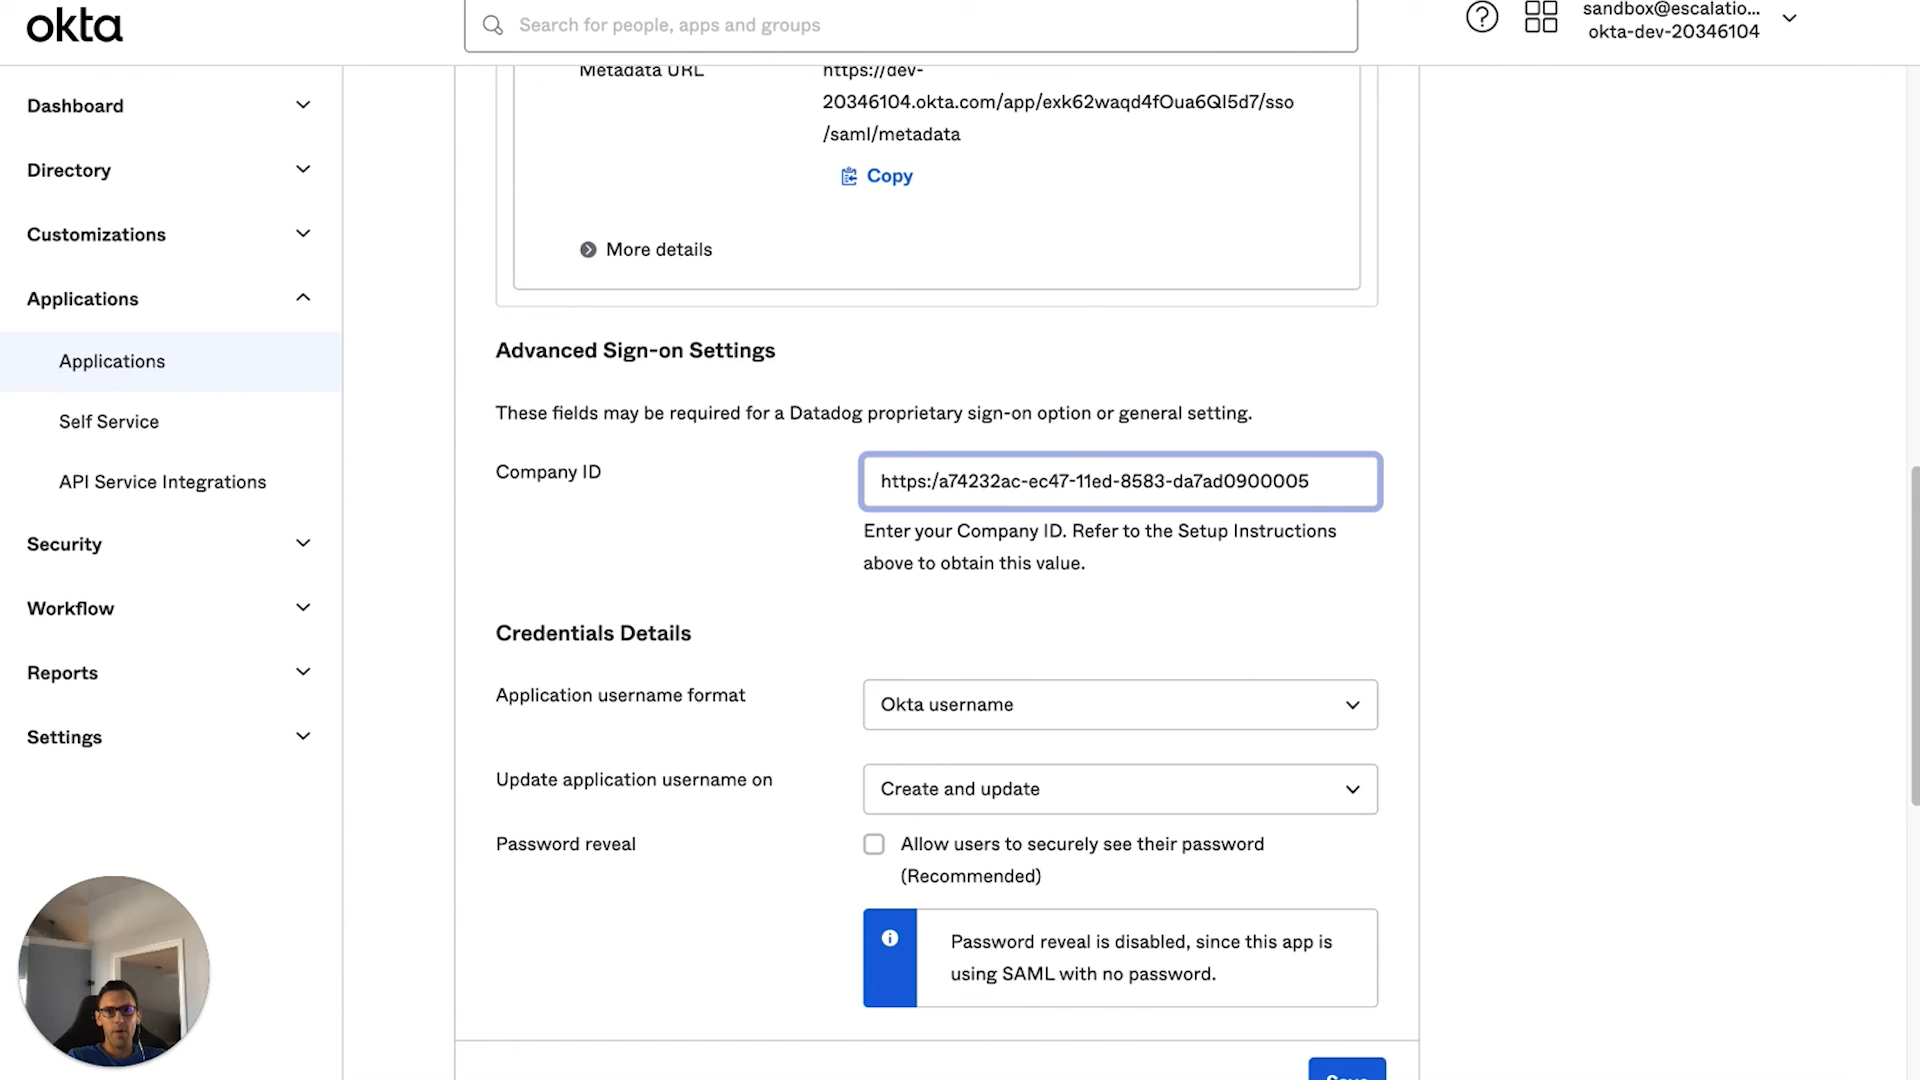 okta
Search for people, apps and groups
sandbox@escalatio...
okta-dev-20346104
Dashboard
Directory
Customizations
Applications
Applications
Self Service
API Service Integrations
Security
Workflow
Reports
Settings
Metadata URL
https://dev-
20346104.okta.com/app/exk62waqd4fOua6QI5d7/sso
/saml/metadata
Copy
More details
Advanced Sign-on Settings
These fields may be required for a Datadog proprietary sign-on option or general setting.
Company ID
https:/a74232ac-ec47-11ed-8583-da7ad0900005
Enter your Company ID. Refer to the Setup Instructions
above to obtain this value.
Credentials Details
Application username format
Okta username
Update application username on
Create and update
Password reveal
Allow users to securely see their password
(Recommended)
Password reveal is disabled, since this app is
using SAML with no password.
Save